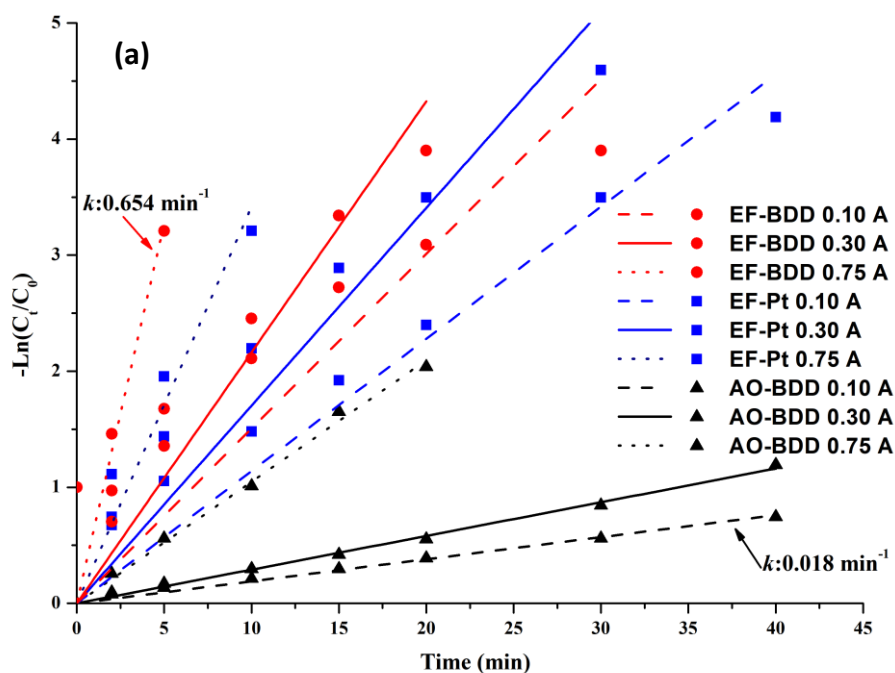 (a)
5
4
3
2
1
0
-Ln(Cₜ/C₀)
k:0.654 min⁻¹
EF-BDD 0.10 A
EF-BDD 0.30 A
EF-BDD 0.75 A
EF-Pt 0.10 A
EF-Pt 0.30 A
EF-Pt 0.75 A
AO-BDD 0.10 A
AO-BDD 0.30 A
AO-BDD 0.75 A
k:0.018 min⁻¹
0 5 10 15 20 25 30 35 40 45
Time (min)